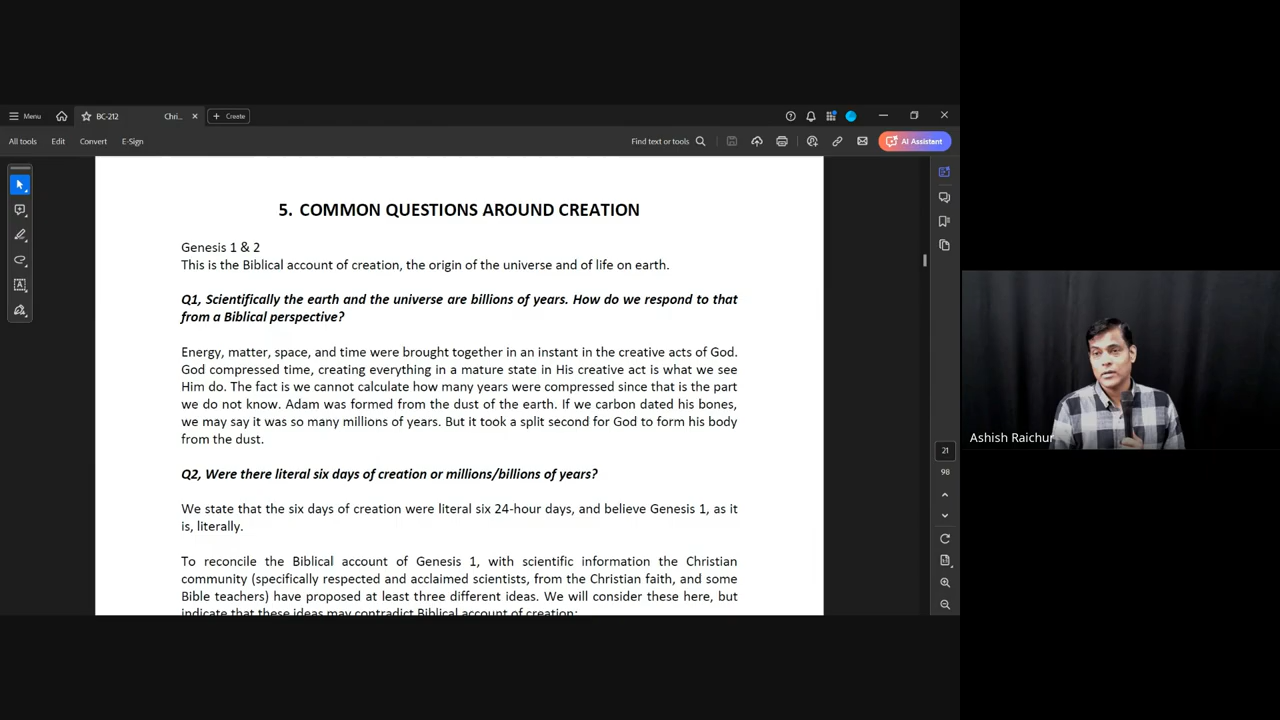 Menu
BC-212
Chri...
Create
All tools
Edit
Convert
E-Sign
Find text or tools
AI Assistant
5. COMMON QUESTIONS AROUND CREATION
Genesis 1 & 2
This is the Biblical account of creation, the origin of the universe and of life on earth.
Q1, Scientifically the earth and the universe are billions of years. How do we respond to that
from a Biblical perspective?
Energy, matter, space, and time were brought together in an instant in the creative acts of God.
God compressed time, creating everything in a mature state in His creative act is what we see
Him do. The fact is we cannot calculate how many years were compressed since that is the part
we do not know. Adam was formed from the dust of the earth. If we carbon dated his bones,
we may say it was so many millions of years. But it took a split second for God to form his body
from the dust.
Q2, Were there literal six days of creation or millions/billions of years?
We state that the six days of creation were literal six 24-hour days, and believe Genesis 1, as it
is, literally.
To reconcile the Biblical account of Genesis 1, with scientific information the Christian
community (specifically respected and acclaimed scientists, from the Christian faith, and some
Bible teachers) have proposed at least three different ideas. We will consider these here, but
indicate that these ideas may contradict Biblical account of creation:
21
98
Ashish Raichur